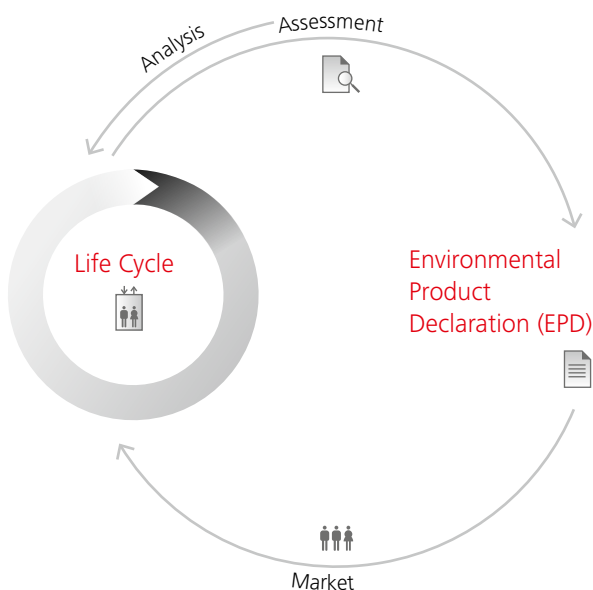 Analysis
Assessment
Life Cycle
Environmental
Product
Declaration (EPD)
Market